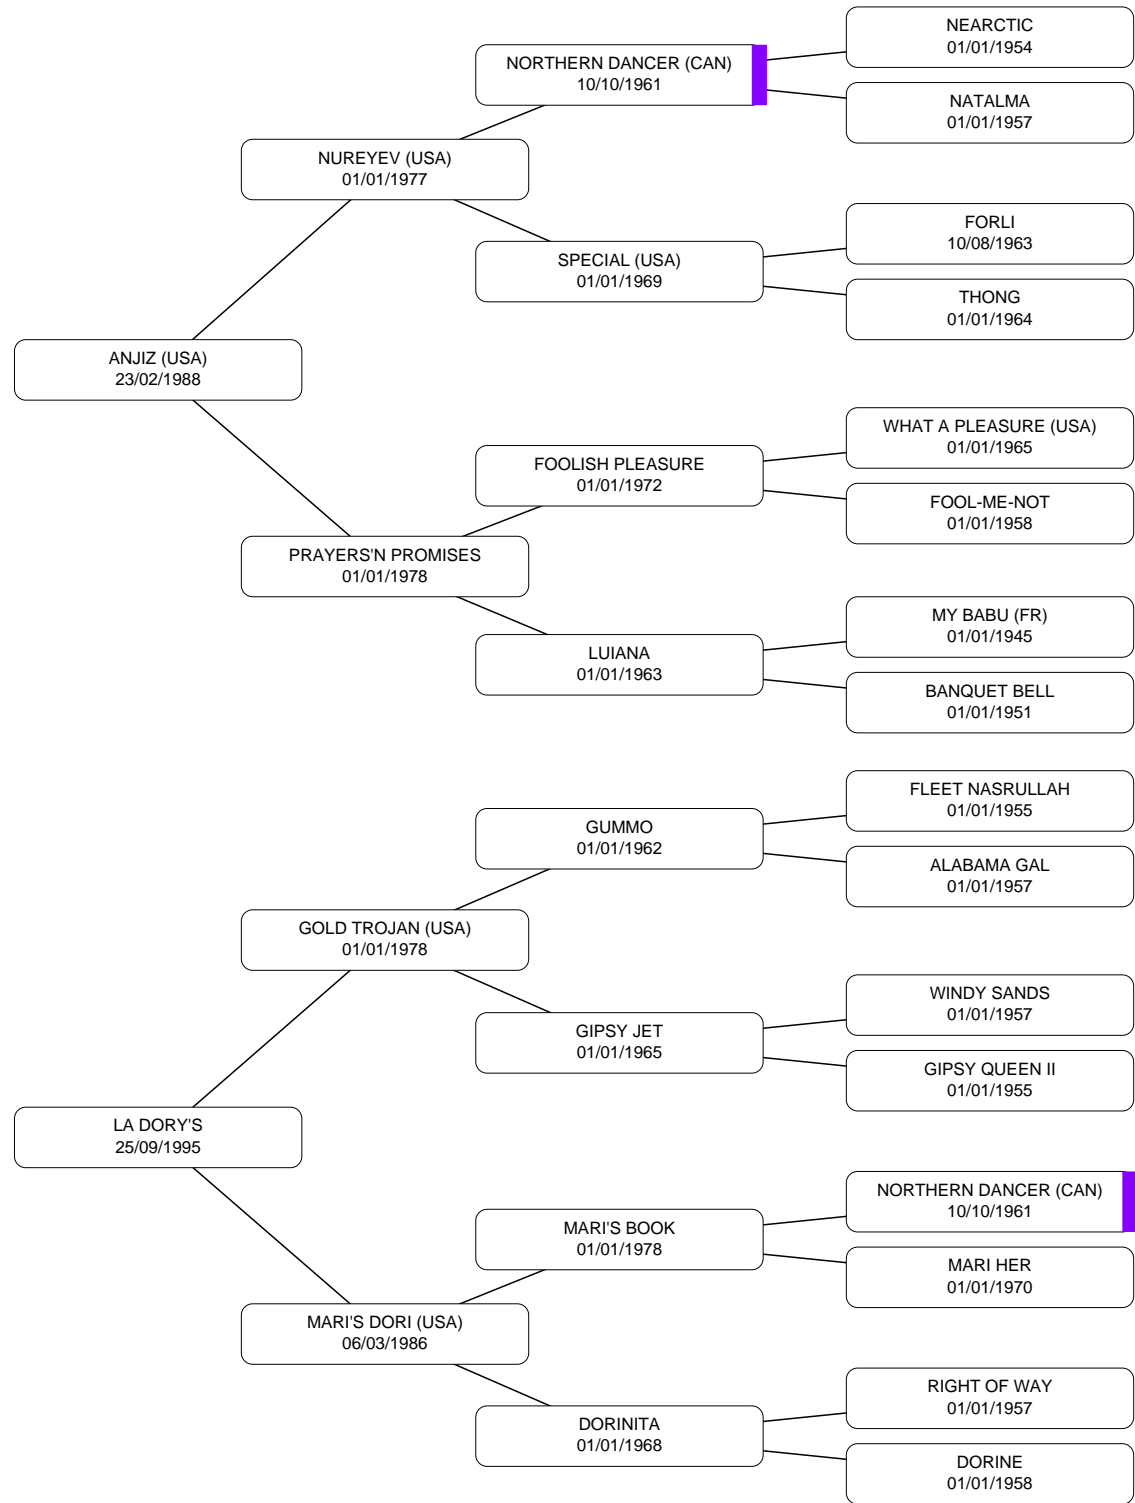 NEARCTIC
01/01/1954
NORTHERN DANCER (CAN)
10/10/1961
NATALMA
01/01/1957
NUREYEV (USA)
01/01/1977
FORLI
10/08/1963
SPECIAL (USA)
01/01/1969
THONG
01/01/1964
ANJIZ (USA)
23/02/1988
WHAT A PLEASURE (USA)
01/01/1965
FOOLISH PLEASURE
01/01/1972
FOOL-ME-NOT
01/01/1958
PRAYERS'N PROMISES
01/01/1978
MY BABU (FR)
01/01/1945
LUIANA
01/01/1963
BANQUET BELL
01/01/1951
FLEET NASRULLAH
01/01/1955
GUMMO
01/01/1962
ALABAMA GAL
01/01/1957
GOLD TROJAN (USA)
01/01/1978
WINDY SANDS
01/01/1957
GIPSY JET
01/01/1965
GIPSY QUEEN II
01/01/1955
LA DORY'S
25/09/1995
NORTHERN DANCER (CAN)
10/10/1961
MARI'S BOOK
01/01/1978
MARI HER
01/01/1970
MARI'S DORI (USA)
06/03/1986
RIGHT OF WAY
01/01/1957
DORINITA
01/01/1968
DORINE
01/01/1958